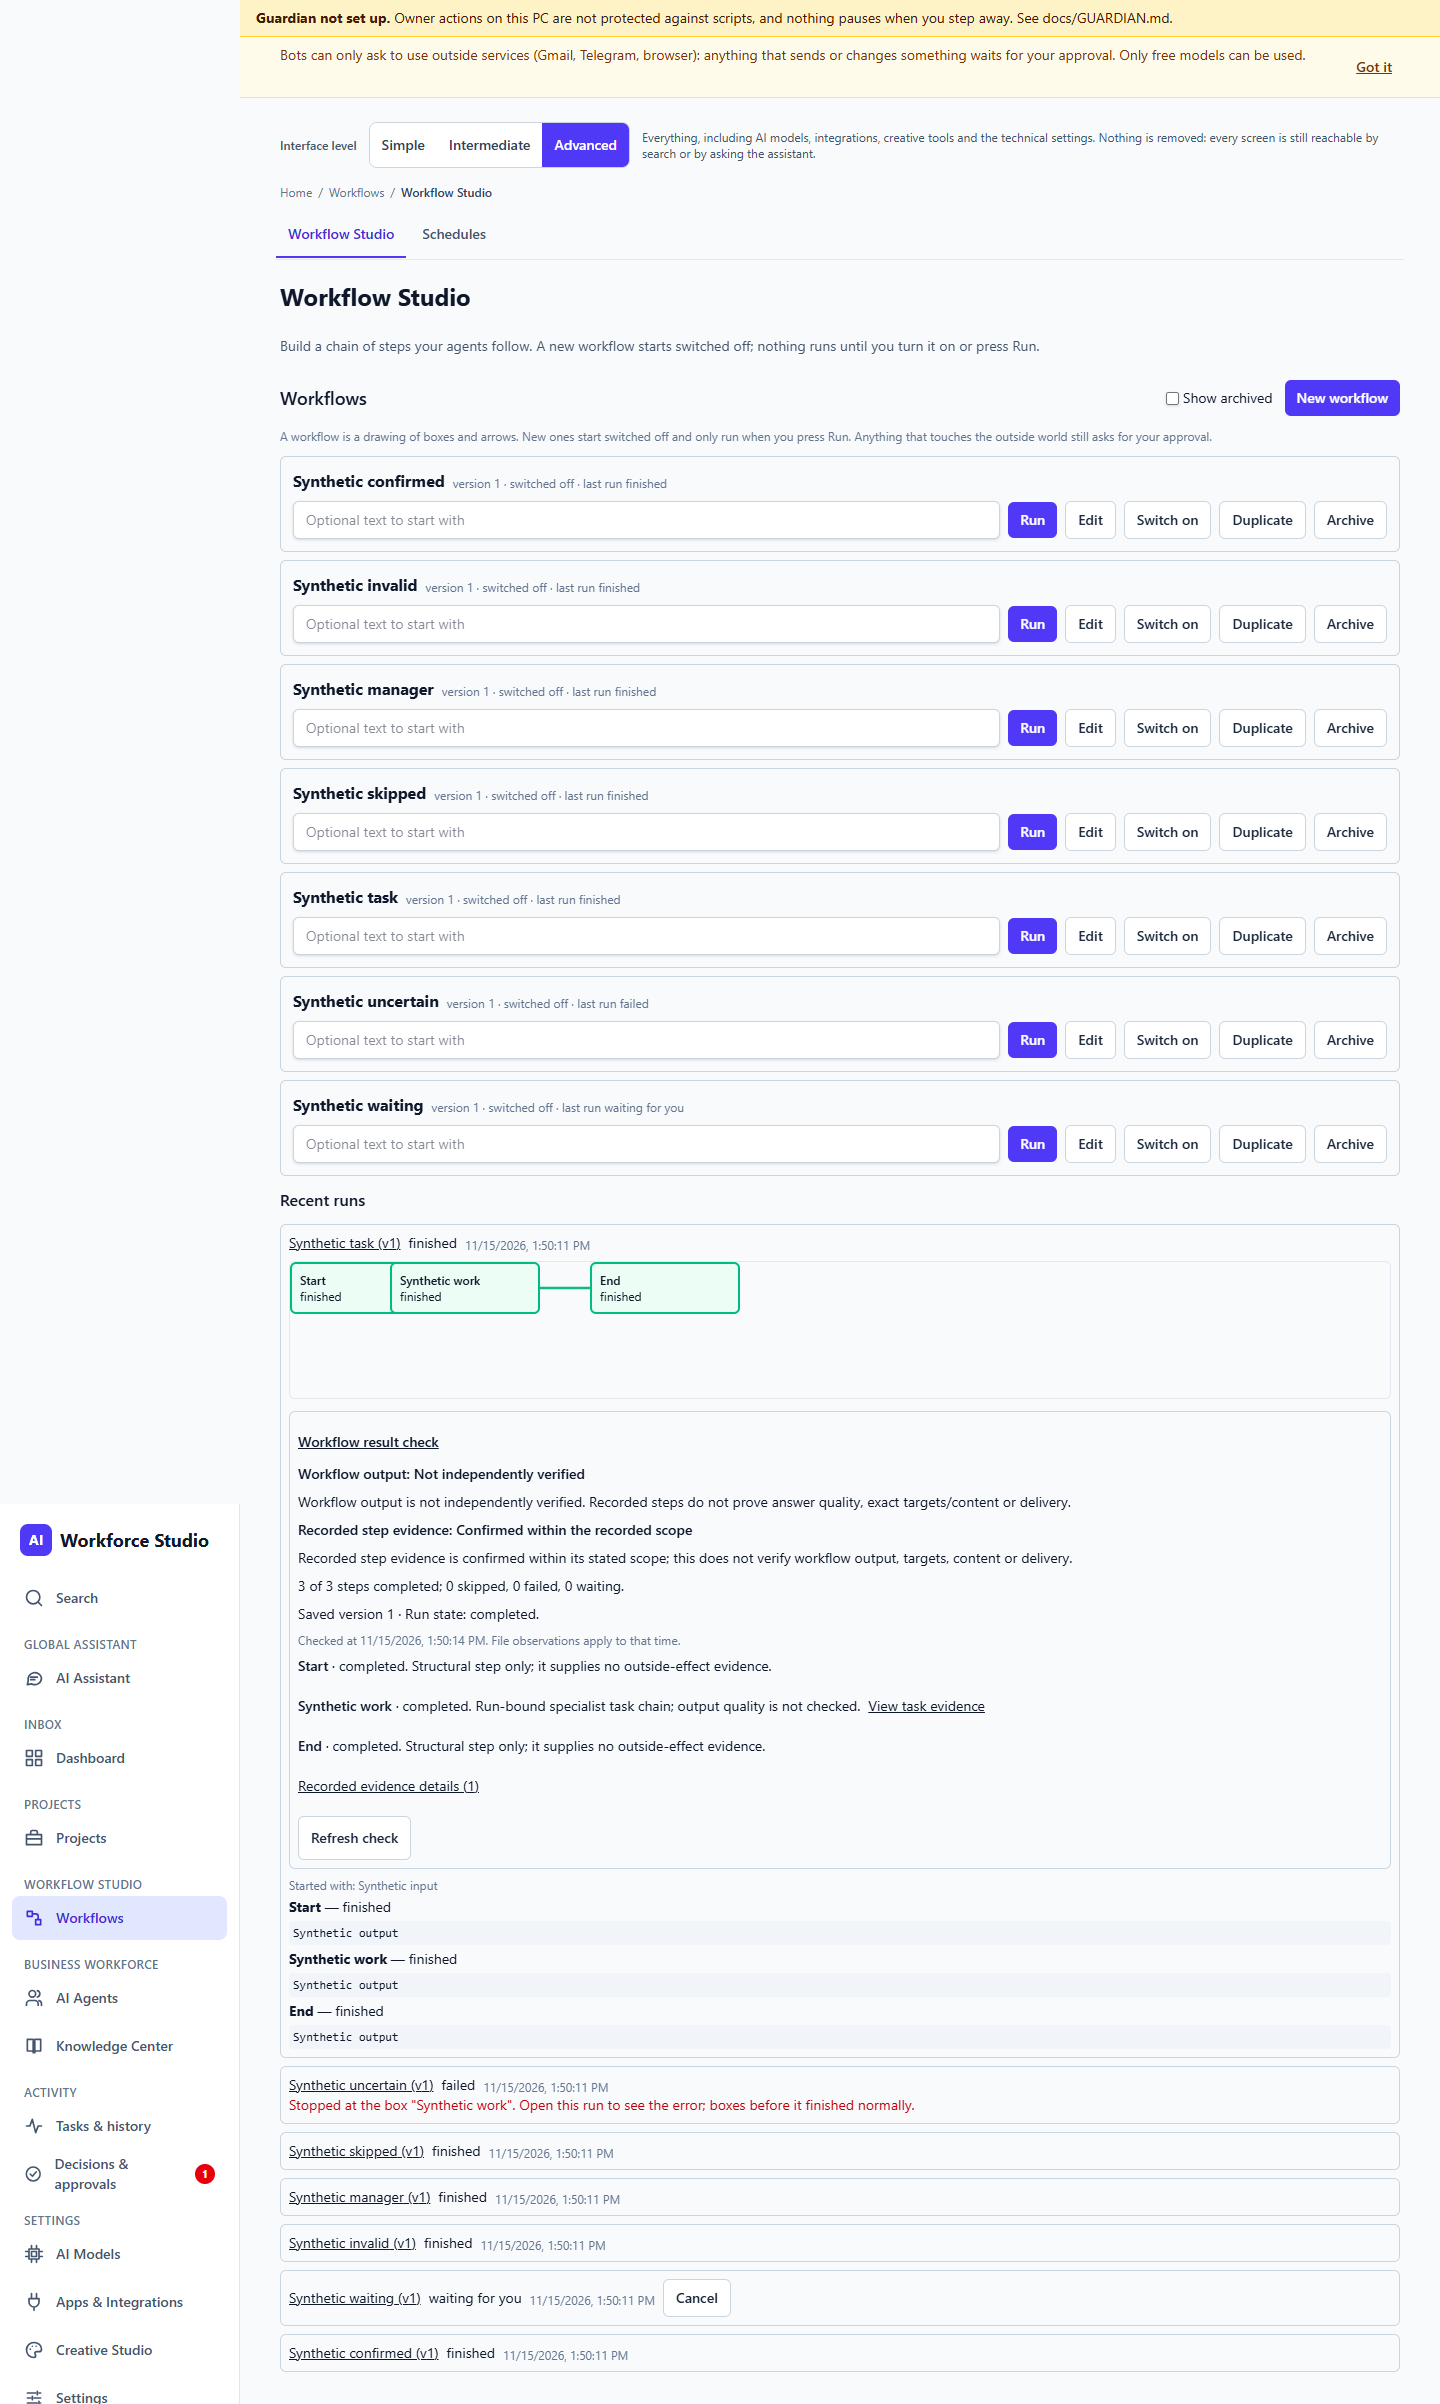 Guardian not set up. Owner actions on this PC are not protected against scripts, and nothing pauses when you step away. See docs/GUARDIAN.md.
Bots can only ask to use outside services (Gmail, Telegram, browser): anything that sends or changes something waits for your approval. Only free models can be used.
Got it
Interface level
Simple
Intermediate
Advanced
Everything, including AI models, integrations, creative tools and the technical settings. Nothing is removed: every screen is still reachable by
search or by asking the assistant.
Home / Workflows / Workflow Studio
Workflow Studio
Schedules
Workflow Studio
Build a chain of steps your agents follow. A new workflow starts switched off; nothing runs until you turn it on or press Run.
Workflows
Show archived
New workflow
A workflow is a drawing of boxes and arrows. New ones start switched off and only run when you press Run. Anything that touches the outside world still asks for your approval.
Synthetic confirmed version 1 · switched off · last run finished
Optional text to start with
Run
Edit
Switch on
Duplicate
Archive
Synthetic invalid version 1 · switched off · last run finished
Optional text to start with
Run
Edit
Switch on
Duplicate
Archive
Synthetic manager version 1 · switched off · last run finished
Optional text to start with
Run
Edit
Switch on
Duplicate
Archive
Synthetic skipped version 1 · switched off · last run finished
Optional text to start with
Run
Edit
Switch on
Duplicate
Archive
Synthetic task version 1 · switched off · last run finished
Optional text to start with
Run
Edit
Switch on
Duplicate
Archive
Synthetic uncertain version 1 · switched off · last run failed
Optional text to start with
Run
Edit
Switch on
Duplicate
Archive
Synthetic waiting version 1 · switched off · last run waiting for you
Optional text to start with
Run
Edit
Switch on
Duplicate
Archive
Recent runs
Synthetic task (v1) finished 11/15/2026, 1:50:11 PM
Start
finished
Synthetic work
finished
End
finished
Workflow result check
Workflow output: Not independently verified
Workflow output is not independently verified. Recorded steps do not prove answer quality, exact targets/content or delivery.
Recorded step evidence: Confirmed within the recorded scope
Recorded step evidence is confirmed within its stated scope; this does not verify workflow output, targets, content or delivery.
3 of 3 steps completed; 0 skipped, 0 failed, 0 waiting.
Saved version 1 · Run state: completed.
Checked at 11/15/2026, 1:50:14 PM. File observations apply to that time.
Start · completed. Structural step only; it supplies no outside-effect evidence.
Synthetic work · completed. Run-bound specialist task chain; output quality is not checked. View task evidence
End · completed. Structural step only; it supplies no outside-effect evidence.
Recorded evidence details (1)
Refresh check
Started with: Synthetic input
Start — finished
Synthetic output
Synthetic work — finished
Synthetic output
End — finished
Synthetic output
Synthetic uncertain (v1) failed 11/15/2026, 1:50:11 PM
Stopped at the box "Synthetic work". Open this run to see the error; boxes before it finished normally.
Synthetic skipped (v1) finished 11/15/2026, 1:50:11 PM
Synthetic manager (v1) finished 11/15/2026, 1:50:11 PM
Synthetic invalid (v1) finished 11/15/2026, 1:50:11 PM
Synthetic waiting (v1) waiting for you 11/15/2026, 1:50:11 PM Cancel
Synthetic confirmed (v1) finished 11/15/2026, 1:50:11 PM
AI Workforce Studio
Search
GLOBAL ASSISTANT
AI Assistant
INBOX
Dashboard
PROJECTS
Projects
WORKFLOW STUDIO
Workflows
BUSINESS WORKFORCE
AI Agents
Knowledge Center
ACTIVITY
Tasks & history
Decisions &
approvals
1
SETTINGS
AI Models
Apps & Integrations
Creative Studio
Settings